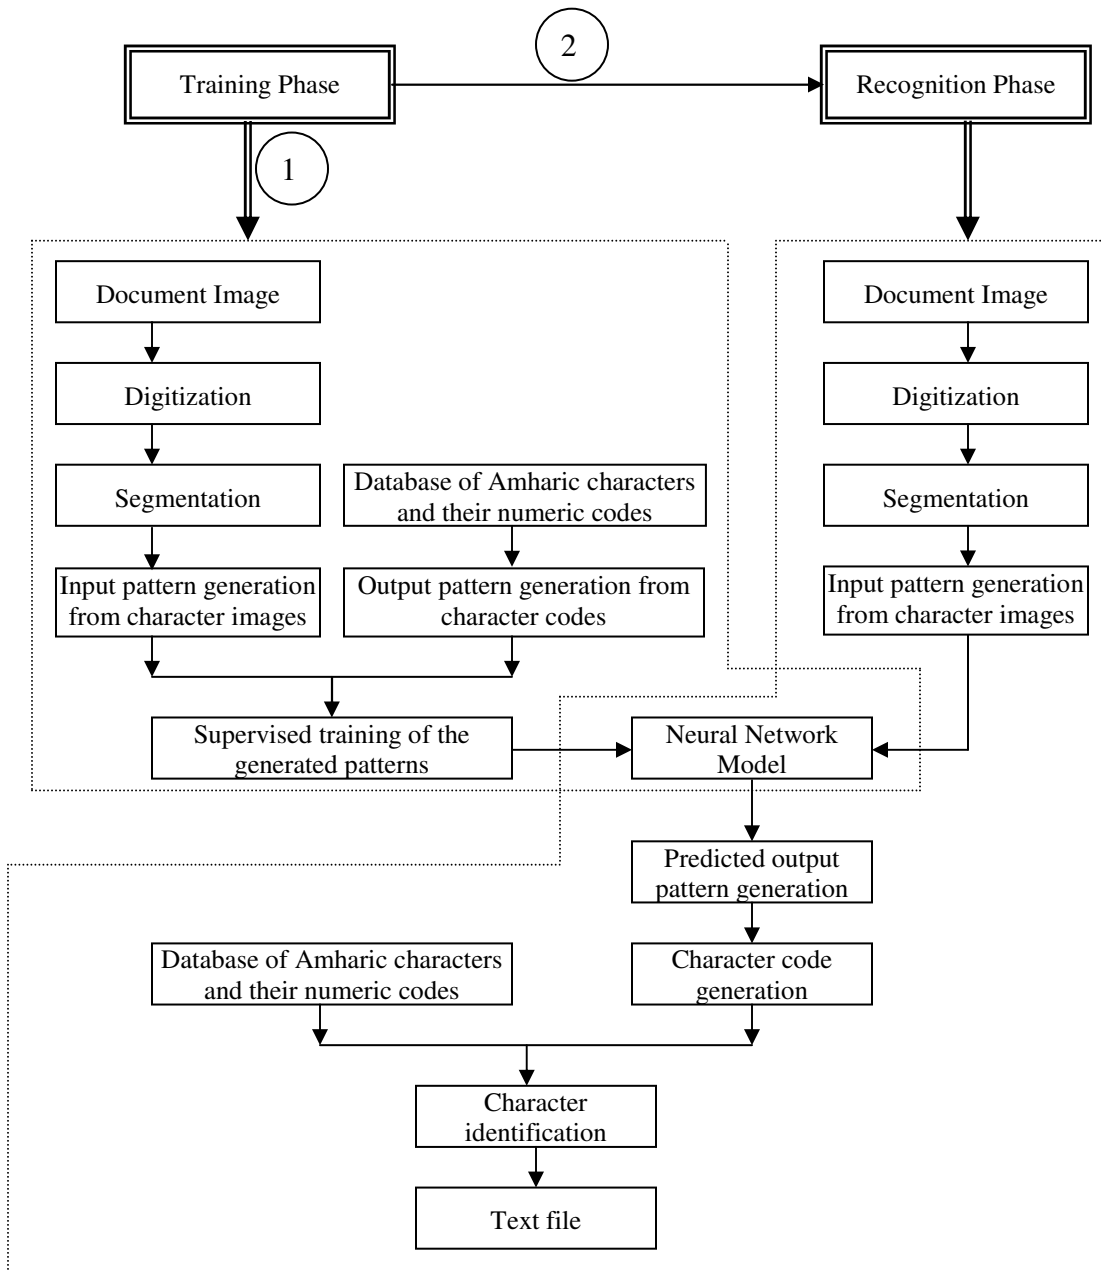 2
Training Phase
Recognition Phase
1
Document Image
Digitization
Segmentation
Input pattern generation
from character images
Database of Amharic characters
and their numeric codes
Output pattern generation from
character codes
Supervised training of the
generated patterns
Document Image
Digitization
Segmentation
Input pattern generation
from character images
Neural Network
Model
Predicted output
pattern generation
Database of Amharic characters
and their numeric codes
Character code
generation
Character
identification
Text file